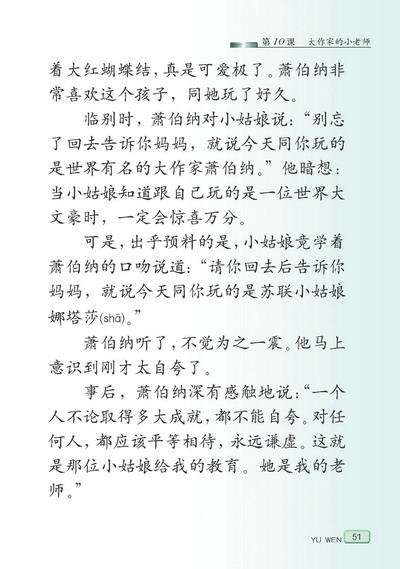 第10课 大作家的小老师
着大红蝴蝶结，真是可爱极了。萧伯纳非
常喜欢这个孩子，同她玩了好久。
临别时，萧伯纳对小姑娘说：“别忘
了回去告诉你妈妈，就说今天同你玩的
是世界有名的大作家萧伯纳。”他暗想：
当小姑娘知道跟自己玩的是一位世界大
文豪时，一定会惊喜万分。
可是，出乎预料的是，小姑娘竟学着
萧伯纳的口吻说道：“请你回去后告诉你
妈妈，就说今天同你玩的是苏联小姑娘
娜塔莎(shā)。”
萧伯纳听了，不觉为之一震。他马上
意识到刚才太自夸了。
事后，萧伯纳深有感触地说：“一个
人不论取得多大成就，都不能自夸。对任
何人，都应该平等相待，永远谦虚。这就
是那位小姑娘给我的教育。她是我的老
师。”
YU WEN 51